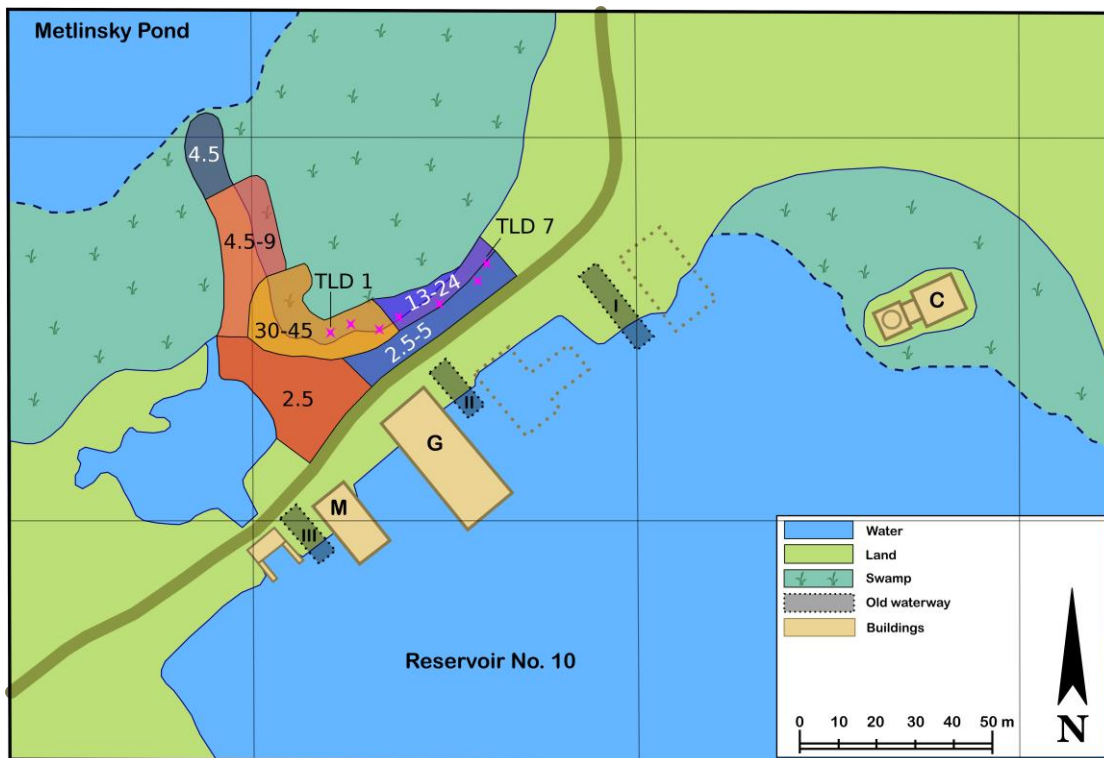 Metlinsky Pond
4.5
4.5-9
TLD 1
TLD 7
13-24
30-45
2.5-5
2.5
I
II
III
G
M
C
Reservoir No. 10
Water
Land
Swamp
Old waterway
Buildings
0 10 20 30 40 50 m
N